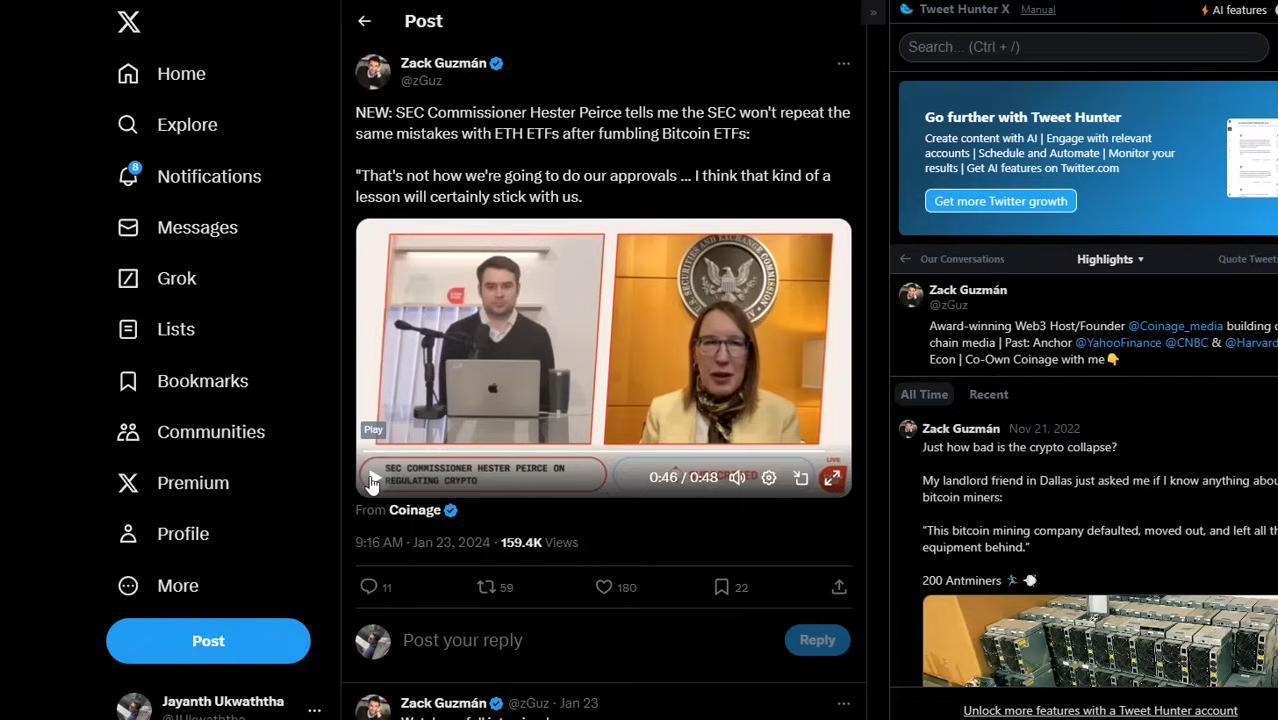 Home
Explore
8
Notifications
Messages
Grok
Lists
Bookmarks
Communities
Premium
Profile
More
Post
Jayanth Ukwaththa
Post
Zack Guzmán
@zGuz
NEW: SEC Commissioner Hester Peirce tells me the SEC won't repeat the
same mistakes with ETH ETFs after fumbling Bitcoin ETFs:
"That's not how we're going to do our approvals ... I think that kind of a
lesson will certainly stick with us.
Play
SEC COMMISSIONER HESTER PEIRCE ON
REGULATING CRYPTO
0:46 / 0:48
LIVE
From Coinage
9:16 AM · Jan 23, 2024 · 159.4K Views
11
59
180
22
Post your reply
Reply
Zack Guzmán @zGuz · Jan 23
»
Tweet Hunter X Manual
AI features
Search... (Ctrl + /)
Go further with Tweet Hunter
Create content with AI | Engage with relevant
accounts | Schedule and Automate | Monitor your
results | Get AI features on Twitter.com
Get more Twitter growth
Our Conversations
Highlights
Quote Tweets
Zack Guzmán
@zGuz
Award-winning Web3 Host/Founder @Coinage_media building
chain media | Past: Anchor @YahooFinance @CNBC & @Harvard
Econ | Co-Own Coinage with me
All Time
Recent
Zack Guzmán Nov 21, 2022
Just how bad is the crypto collapse?
My landlord friend in Dallas just asked me if I know anything
bitcoin miners:
"This bitcoin mining company defaulted, moved out, and left all
equipment behind."
200 Antminers
Unlock more features with a Tweet Hunter account